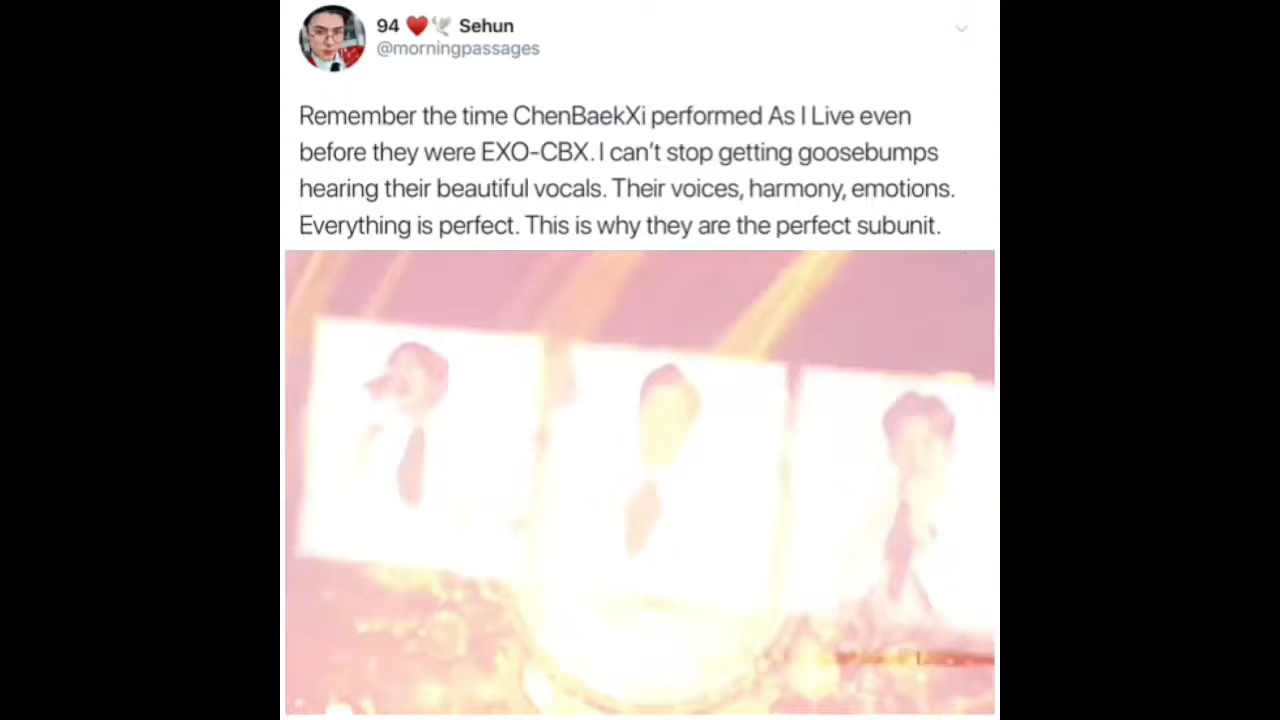 94 ❤️🕊️ Sehun
@morningpassages
Remember the time ChenBaekXi performed As I Live even
before they were EXO-CBX. I can't stop getting goosebumps
hearing their beautiful vocals. Their voices, harmony, emotions.
Everything is perfect. This is why they are the perfect subunit.